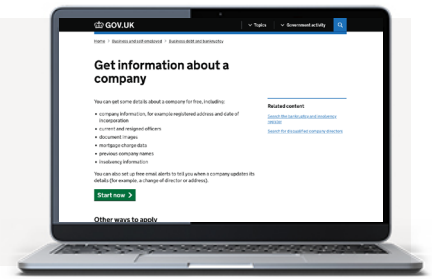 GOV.UK
Topics
Government activity
Home > Business and self-employed > Business debt and bankruptcy
Get information about a
company
You can get some details about a company for free, including:
• company information, for example registered address and date of
incorporation
• current and resigned officers
• document images
• mortgage charge data
• previous company names
• insolvency information
You can also set up free email alerts to tell you when a company updates its
details (for example, a change of director or address).
Start now >
Other ways to apply
Related content
Search the bankruptcy and insolvency
register
Search for disqualified company directors